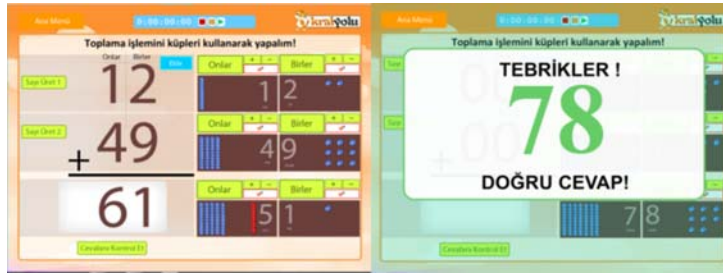 Ana Menü 0:00:00:00 kralyolu
Toplama işlemini küpleri kullanarak yapalım!
Onlar Birler
Sayı Üret 1 12 Onlar + - Birler + -
1 2
Sayı Üret 2 + 49 Onlar + - Birler + -
4 9
61 Onlar + - Birler + -
5 1
Cevabını Kontrol Et
Ana Menü 0:00:00:00 kralyolu
Toplama işlemini küpleri kullanarak yapalım!
TEBRİKLER !
78
DOĞRU CEVAP!
7 8
Cevabını Kontrol Et